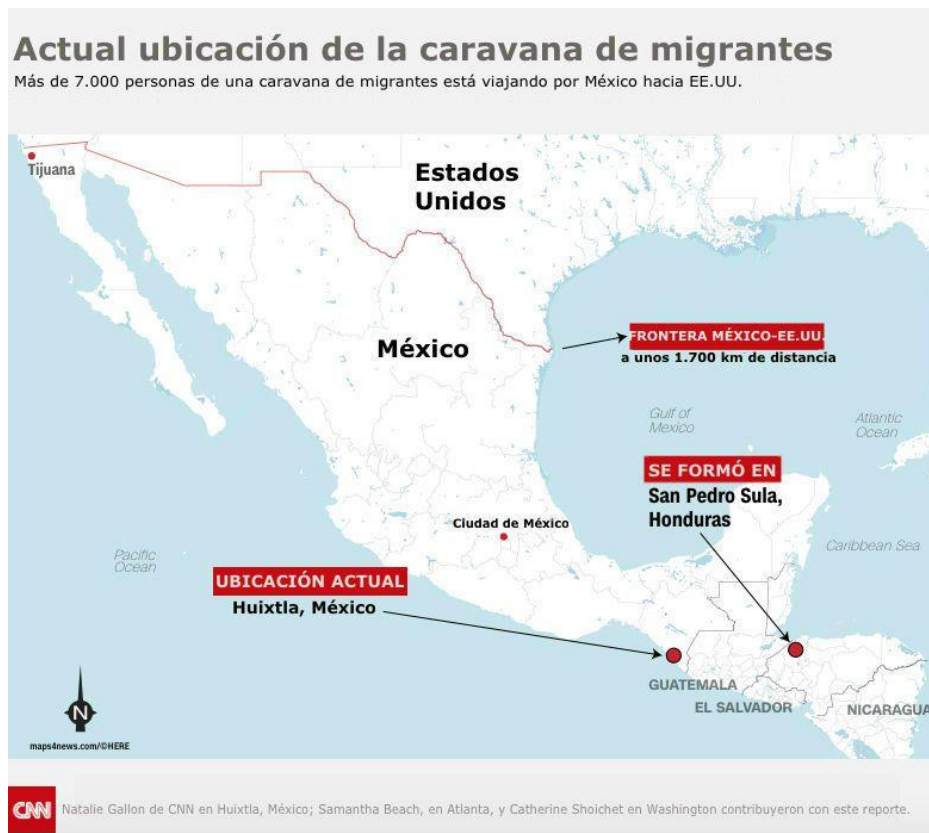 Actual ubicación de la caravana de migrantes
Más de 7.000 personas de una caravana de migrantes está viajando por México hacia EE.UU.
Tijuana
Estados
Unidos
México
FRONTERA MÉXICO-EE.UU.
a unos 1.700 km de distancia
Gulf of
Mexico
Atlantic
Ocean
SE FORMÓ EN
San Pedro Sula,
Honduras
Ciudad de México
Caribbean Sea
Pacific
Ocean
UBICACIÓN ACTUAL
Huixtla, México
GUATEMALA
EL SALVADOR
NICARAGUA
N
maps4news.com/©HERE
CNN
Natalie Gallon de CNN en Huixtla, México; Samantha Beach, en Atlanta, y Catherine Shoichet en Washington contribuyeron con este reporte.